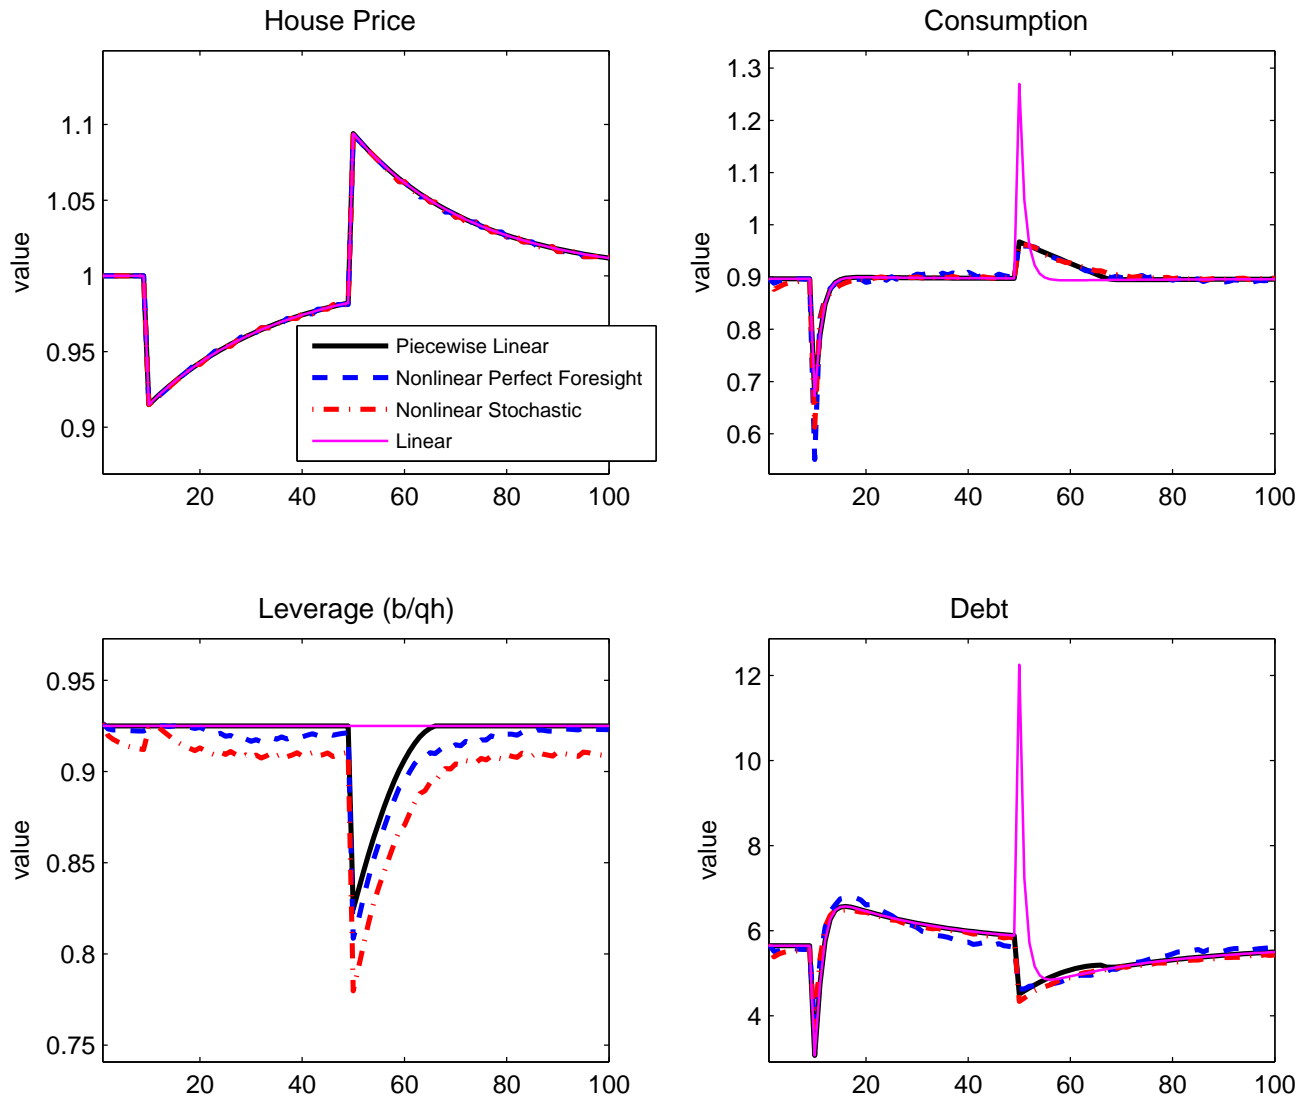 House Price
value
1.1
1.05
1
0.95
0.9
20 40 60 80 100
Piecewise Linear
Nonlinear Perfect Foresight
Nonlinear Stochastic
Linear
Consumption
value
1.3
1.2
1.1
1
0.9
0.8
0.7
0.6
20 40 60 80 100
Leverage (b/qh)
value
0.95
0.9
0.85
0.8
0.75
20 40 60 80 100
Debt
value
12
10
8
6
4
20 40 60 80 100